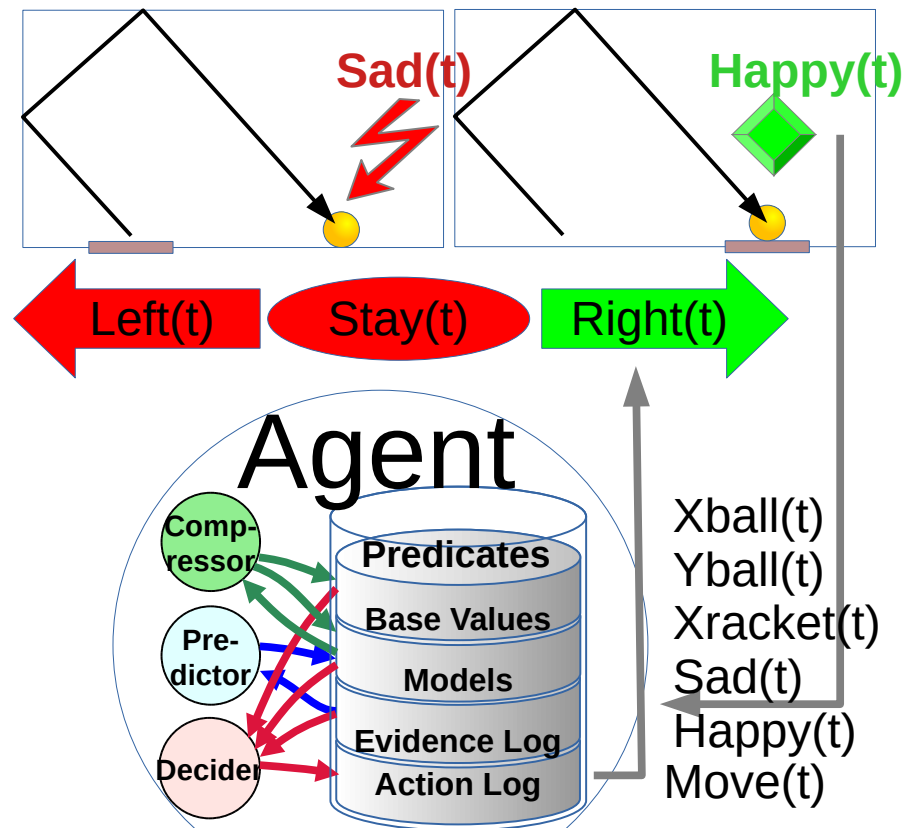 Sad(t)
Happy(t)
Left(t)
Stay(t)
Right(t)
Agent
Comp-
ressor
Pre-
dictor
Decider
Predicates
Base Values
Models
Evidence Log
Action Log
Xball(t)
Yball(t)
Xracket(t)
Sad(t)
Happy(t)
Move(t)